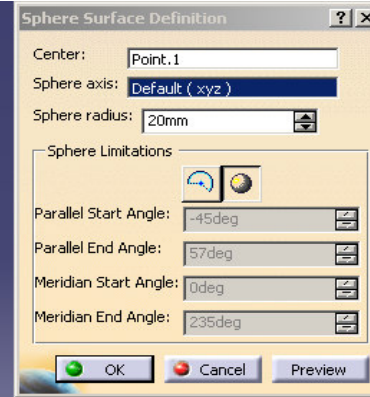 Sphere Surface Definition ? X
Center: Point.1
Sphere axis: Default ( xyz )
Sphere radius: 20mm
Sphere Limitations
Parallel Start Angle: -45deg
Parallel End Angle: 57deg
Meridian Start Angle: 0deg
Meridian End Angle: 235deg
OK Cancel Preview